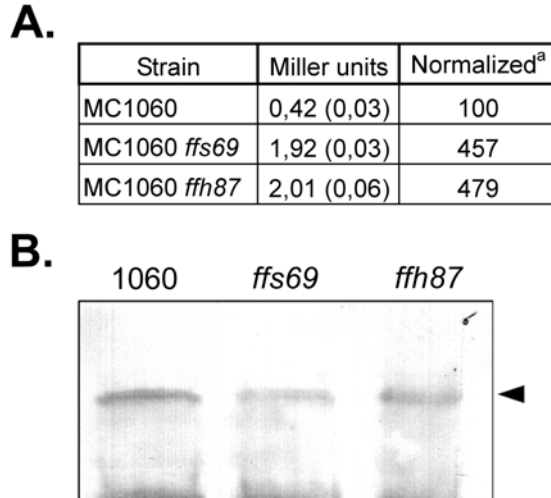 A.
Strain Miller units Normalizedª
MC1060 0,42 (0,03) 100
MC1060 ffs69 1,92 (0,03) 457
MC1060 ffh87 2,01 (0,06) 479
B.
1060 ffs69 ffh87